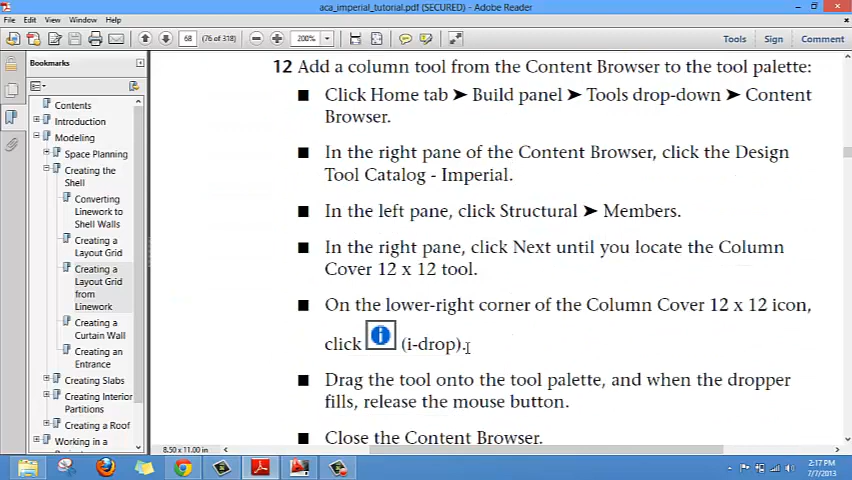 aca_imperial_tutorial.pdf (SECURED) - Adobe Reader
File Edit View Window Help
68 (76 of 318) 200% Tools Sign Comment
Bookmarks
Contents
Introduction
Modeling
Space Planning
Creating the
Shell
Converting
Linework to
Shell Walls
Creating a
Layout Grid
Creating a
Layout Grid
from
Linework
Creating a
Curtain Wall
Creating an
Entrance
Creating Slabs
Creating Interior
Partitions
Creating a Roof
Working in a
12 Add a column tool from the Content Browser to the tool palette:
■ Click Home tab ➤ Build panel ➤ Tools drop-down ➤ Content
Browser.
■ In the right pane of the Content Browser, click the Design
Tool Catalog - Imperial.
■ In the left pane, click Structural ➤ Members.
■ In the right pane, click Next until you locate the Column
Cover 12 x 12 tool.
■ On the lower-right corner of the Column Cover 12 x 12 icon,
click i (i-drop).
■ Drag the tool onto the tool palette, and when the dropper
fills, release the mouse button.
■ Close the Content Browser.
8.50 x 11.00 in
2:17 PM
7/7/2013